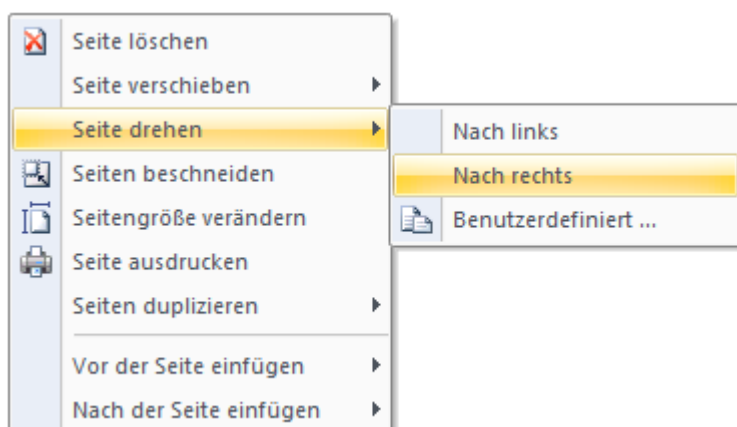 Seite löschen
Seite verschieben
Seite drehen
Nach links
Nach rechts
Benutzerdefiniert ...
Seiten beschneiden
Seitengröße verändern
Seite ausdrucken
Seiten duplizieren
Vor der Seite einfügen
Nach der Seite einfügen